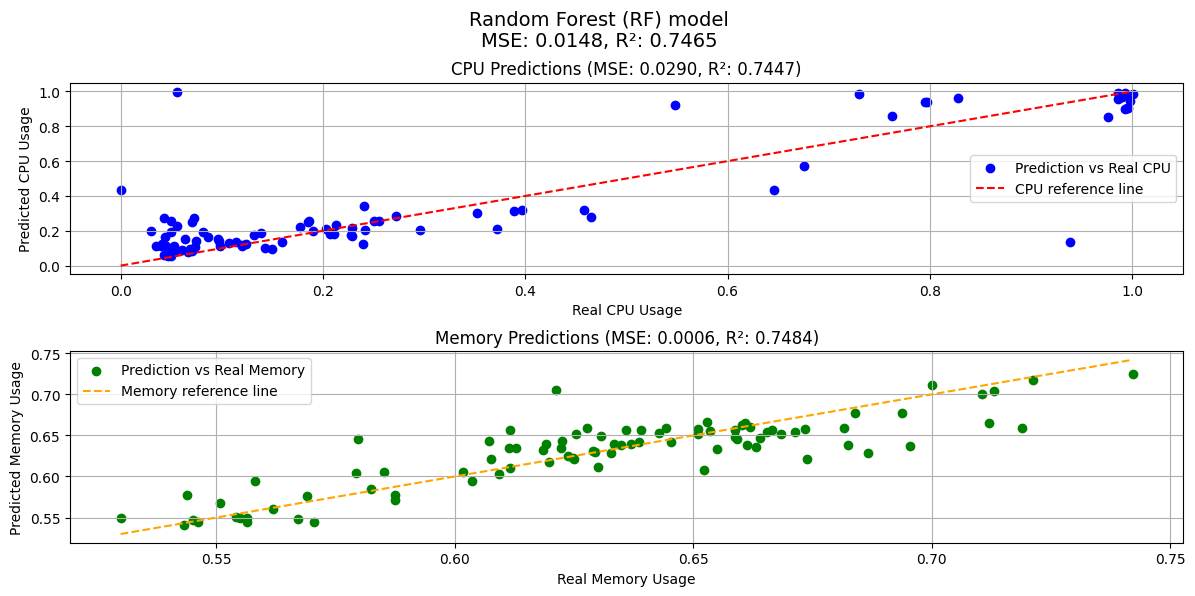 Random Forest (RF) model
MSE: 0.0148, R²: 0.7465
CPU Predictions (MSE: 0.0290, R²: 0.7447)
Predicted CPU Usage
1.0
0.8
0.6
0.4
0.2
0.0
Prediction vs Real CPU
CPU reference line
0.0 0.2 0.4 0.6 0.8 1.0
Real CPU Usage
Memory Predictions (MSE: 0.0006, R²: 0.7484)
Predicted Memory Usage
0.75
0.70
0.65
0.60
0.55
Prediction vs Real Memory
Memory reference line
0.55 0.60 0.65 0.70 0.75
Real Memory Usage